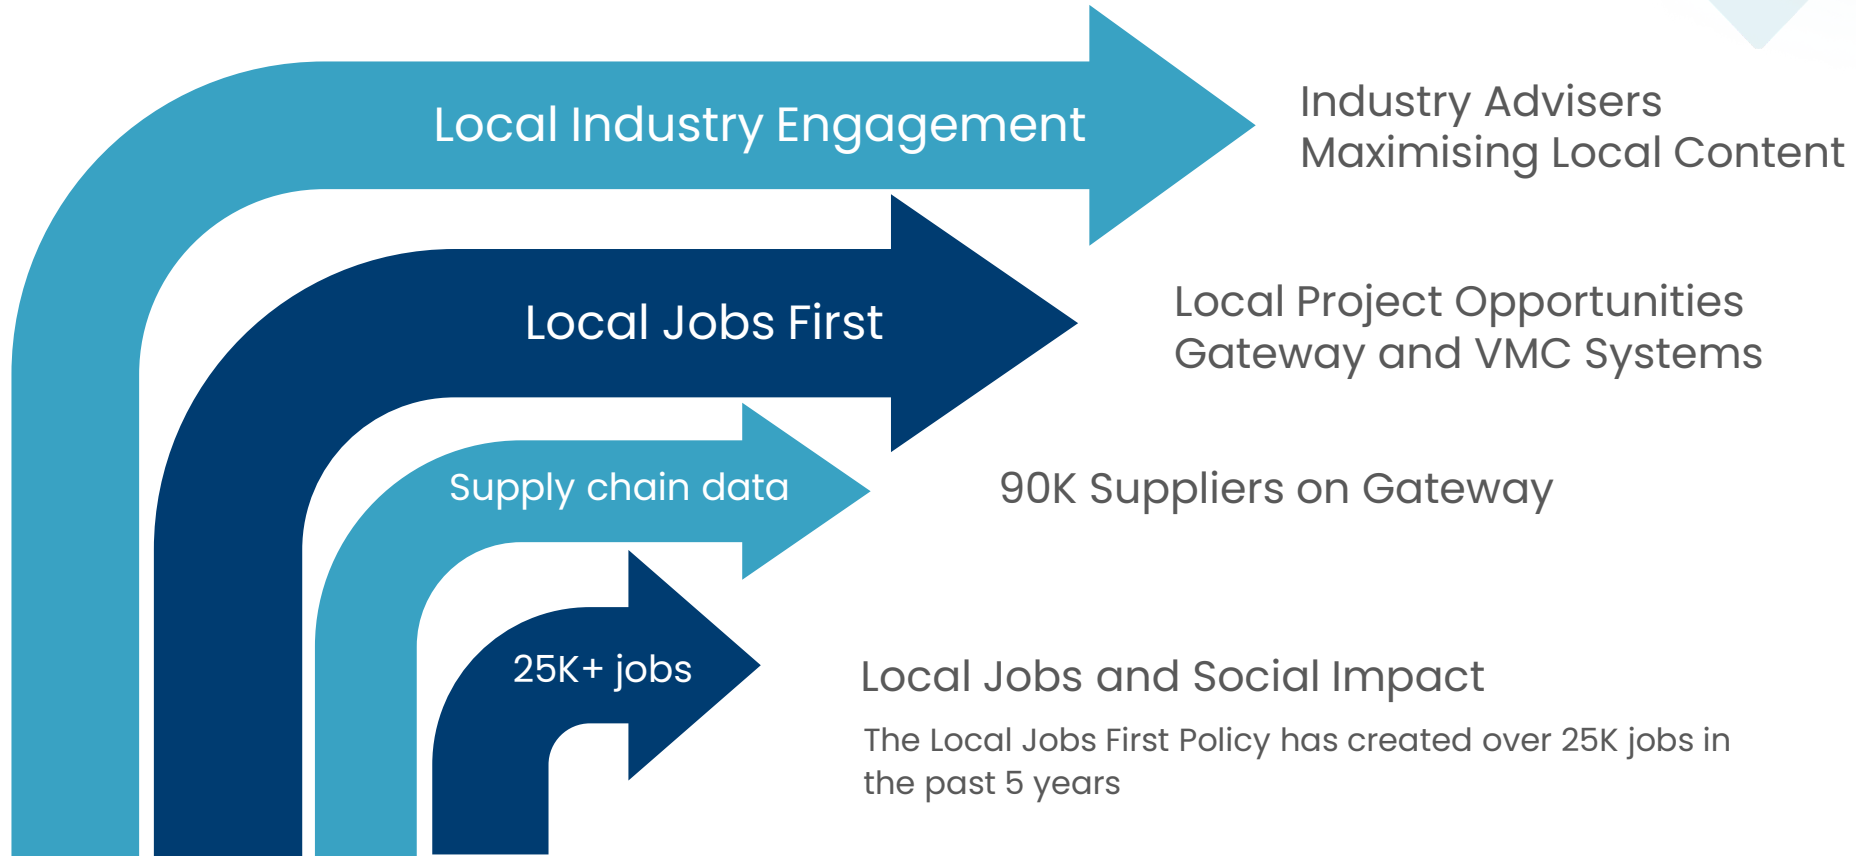 Local Industry Engagement
Industry Advisers
Maximising Local Content
Local Jobs First
Local Project Opportunities
Gateway and VMC Systems
Supply chain data
90K Suppliers on Gateway
25K+ jobs
Local Jobs and Social Impact
The Local Jobs First Policy has created over 25K jobs in
the past 5 years